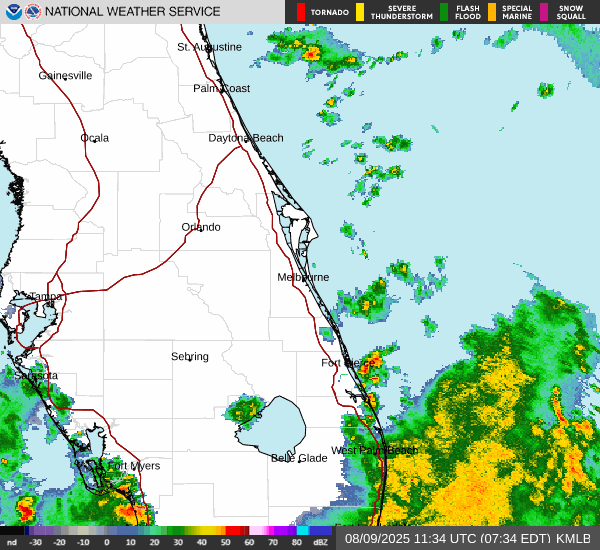 NATIONAL WEATHER SERVICE
TORNADO
SEVERE
THUNDERSTORM
FLASH
FLOOD
SPECIAL
MARINE
SNOW
SQUALL
St. Augustine
Gainesville
Palm Coast
Ocala
Daytona Beach
Orlando
Melbourne
Tampa
Sebring
Fort Pierce
Sarasota
West Palm Beach
Belle Glade
Fort Myers
nd -30 -20 -10 0 10 20 30 40 50 60 70 80 dBZ
08/09/2025 11:34 UTC (07:34 EDT) KMLB